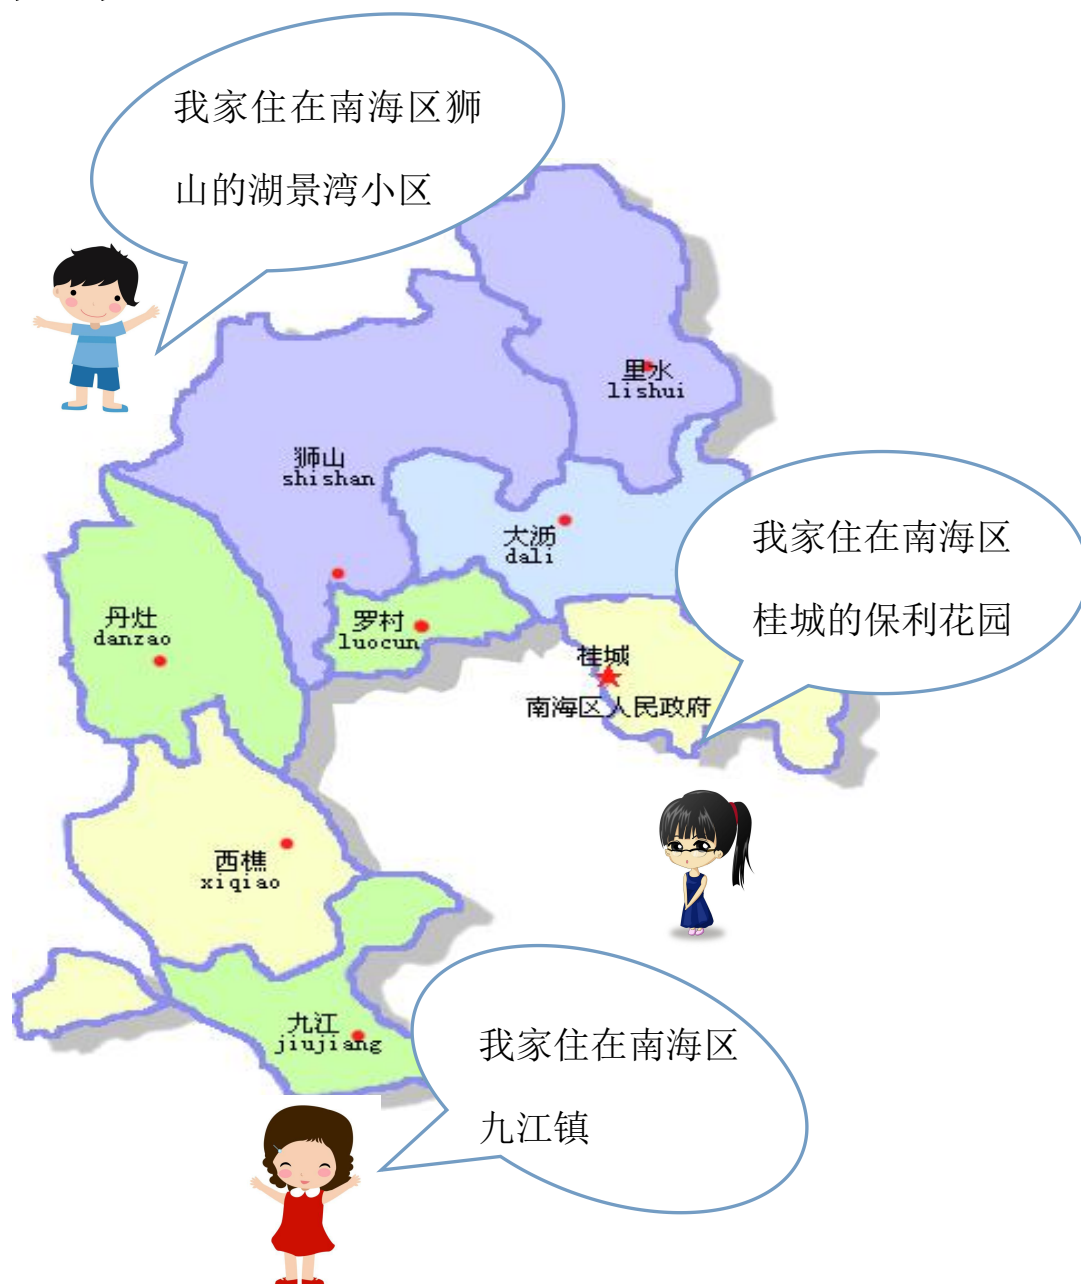 我家住在南海区狮
山的湖景湾小区
里水
lishui
狮山
shishan
大沥
dali
我家住在南海区
桂城的保利花园
丹灶
danzao
罗村
luocun
桂城
南海区人民政府
西樵
xiqiao
九江
jiujiang
我家住在南海区
九江镇